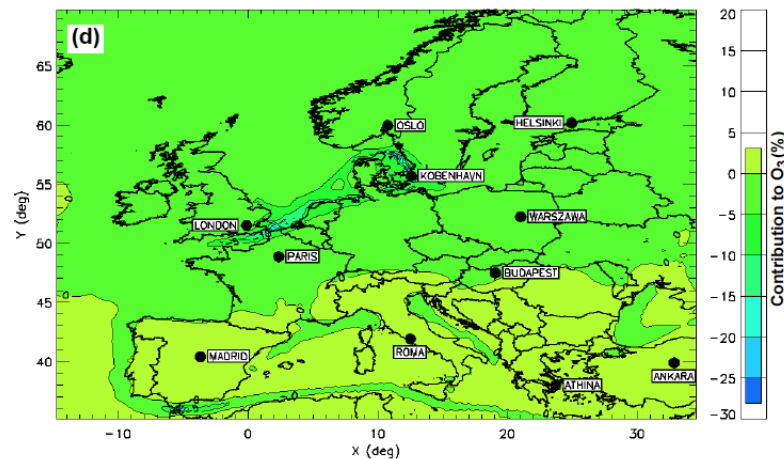 (d)
65
60
55
50
45
40
Y (deg)
-10
0
10
20
30
X (deg)
OSLO
HELSINKI
KOBENHAVN
LONDON
WARSZAWA
PARIS
BUDAPEST
MADRID
ROMA
ANKARA
ATHINA
20
15
10
5
0
-5
-10
-15
-20
-25
-30
Contribution to O3 (%)